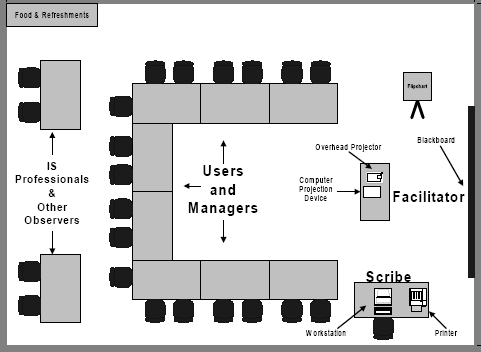 Food & Refreshments
Flipchart
Blackboard
Overhead Projector
IS
Professionals
&
Other
Observers
Users
and
Managers
Computer
Projection
Device
Facilitator
Scribe
Workstation
Printer